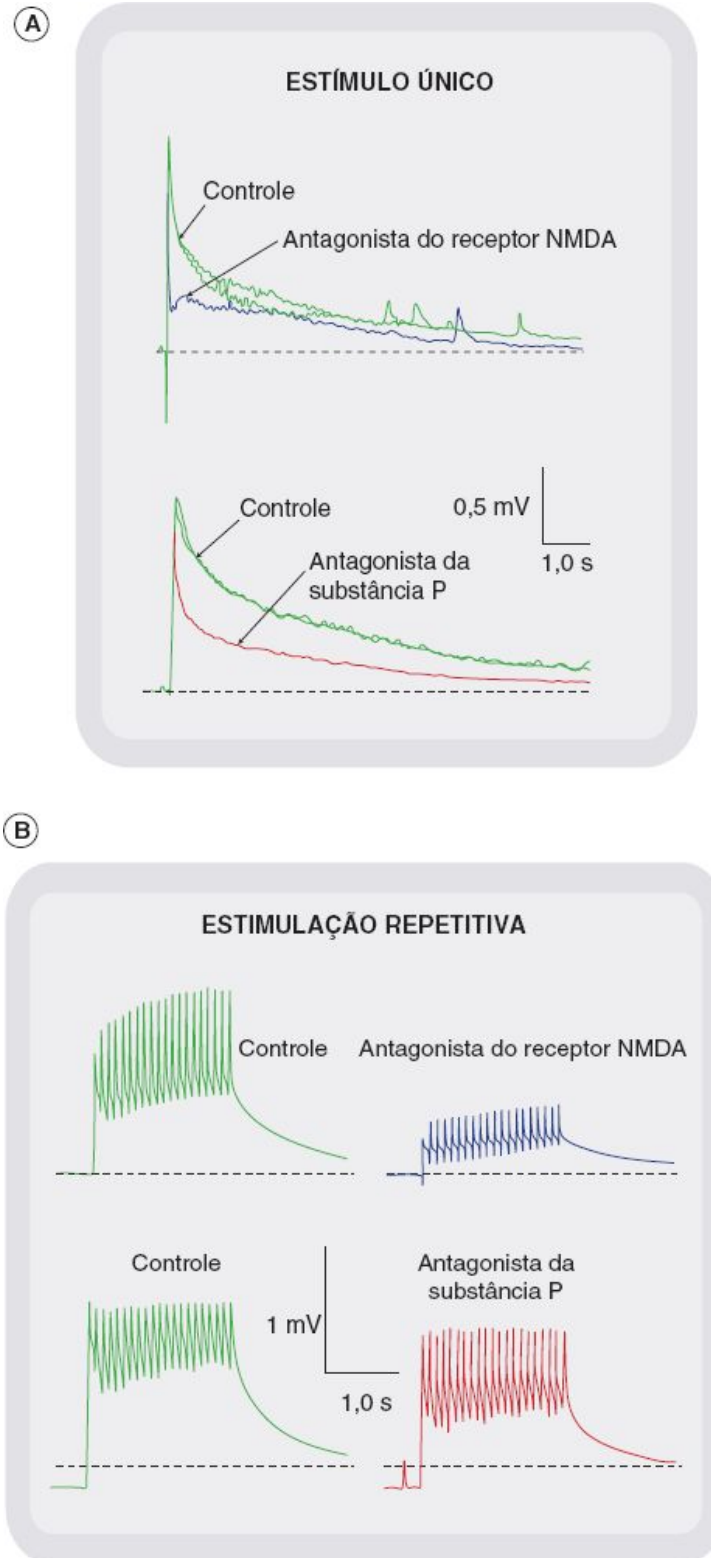 A
ESTÍMULO ÚNICO
Controle
Antagonista do receptor NMDA
Controle
0,5 mV
1,0 s
Antagonista da
substância P
B
ESTIMULAÇÃO REPETITIVA
Controle
Antagonista do receptor NMDA
Controle
1 mV
1,0 s
Antagonista da
substância P